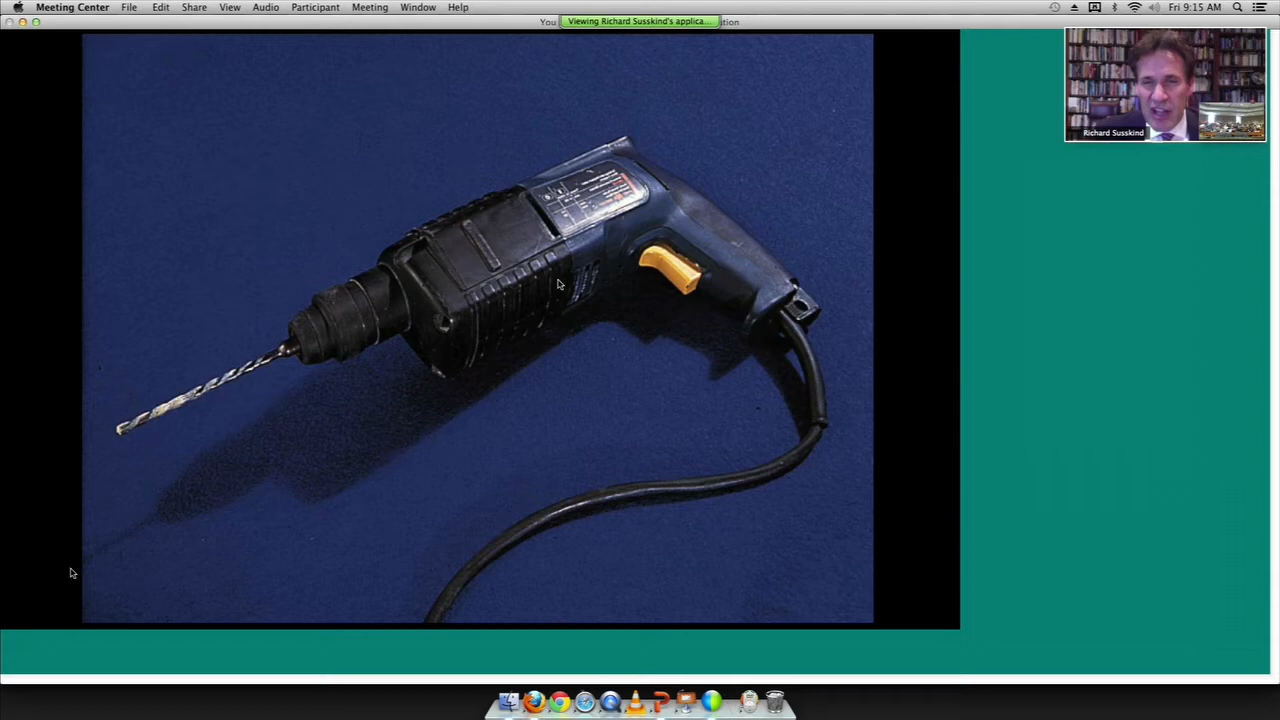 Meeting Center File Edit Share View Audio Participant Meeting Window Help Fri 9:15 AM
You Viewing Richard Susskind's applica... tion
Richard Susskind